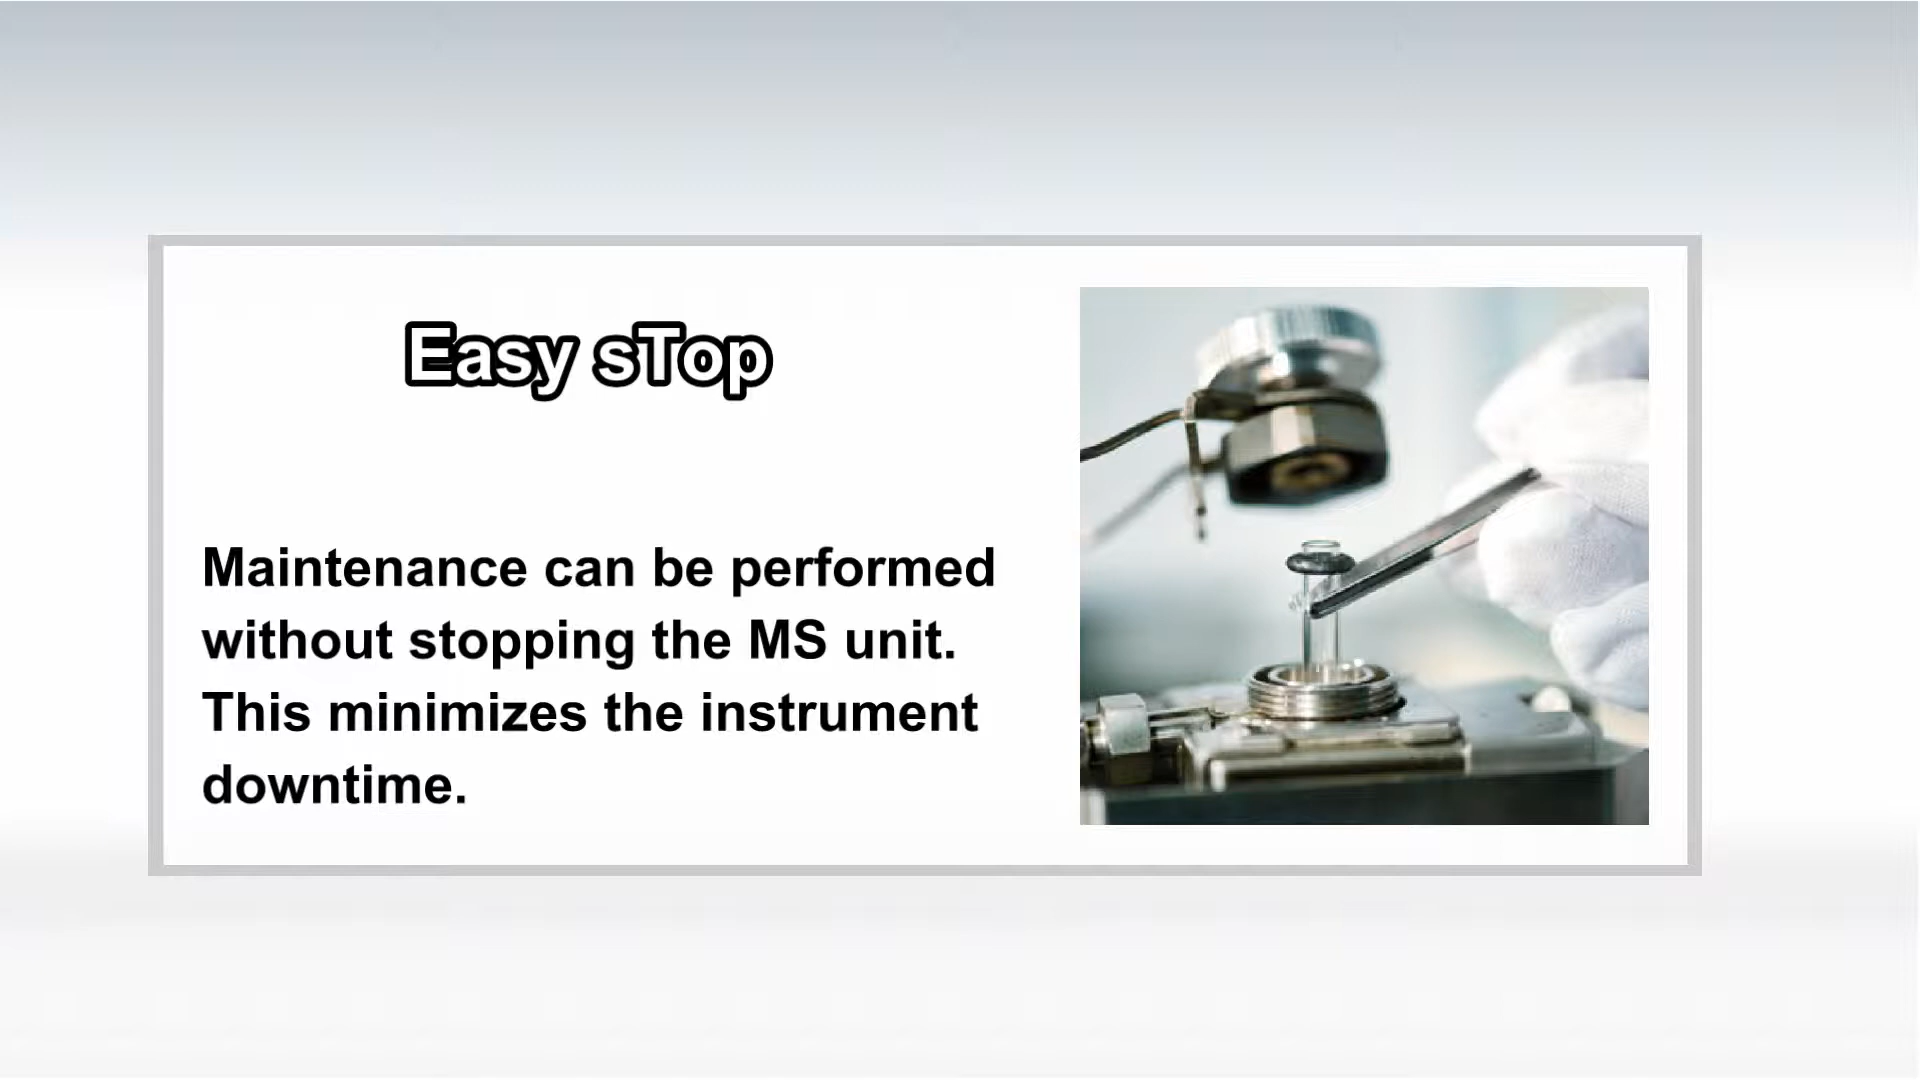 Easy sTop
Maintenance can be performed
without stopping the MS unit.
This minimizes the instrument
downtime.